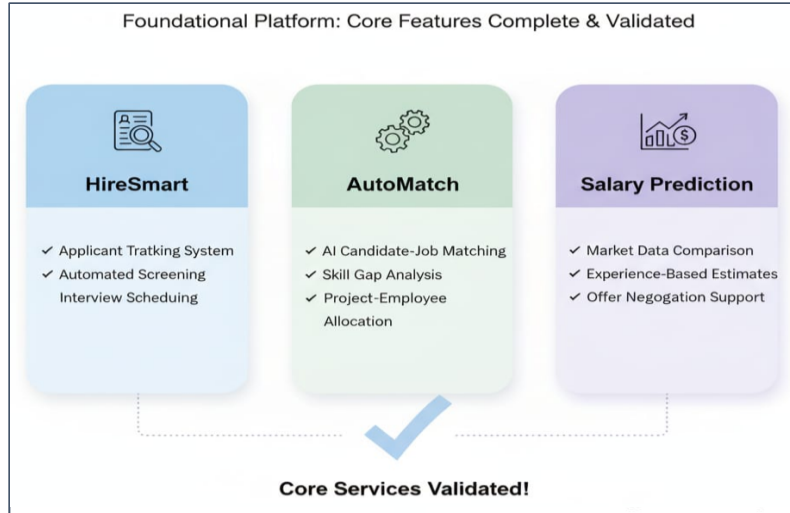 Foundational Platform: Core Features Complete & Validated
HireSmart
✓ Applicant Tratking System
✓ Automated Screening
Interview Scheduing
AutoMatch
✓ AI Candidate-Job Matching
✓ Skill Gap Analysis
✓ Project-Employee
Allocation
Salary Prediction
✓ Market Data Comparison
✓ Experience-Based Estimates
✓ Offer Negogation Support
Core Services Validated!